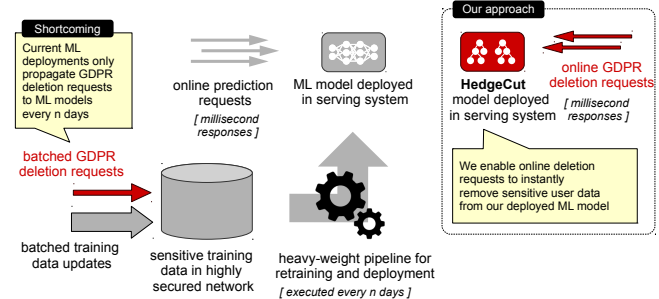 Shortcoming
Current ML
deployments only
propagate GDPR
deletion requests
to ML models
every n days
batched GDPR
deletion requests
batched training
data updates
sensitive training
data in highly
secured network
online prediction
requests
[ millisecond
responses ]
ML model deployed
in serving system
heavy-weight pipeline for
retraining and deployment
[ executed every n days ]
Our approach
HedgeCut
model deployed
in serving system
online GDPR
deletion requests
[ millisecond
responses ]
We enable online deletion
requests to instantly
remove sensitive user data
from our deployed ML model